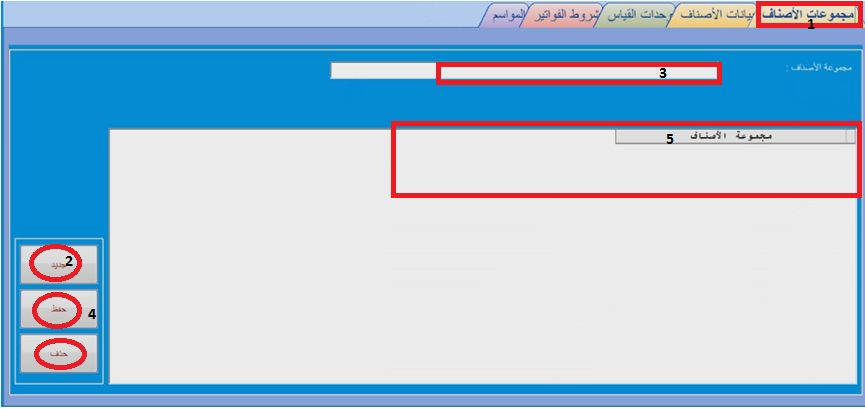 مجموعات الأصناف بيانات الأصناف وحدات القياس شروط الفواتير المواسم
1
مجموعة الأصناف :
3
مجموعة الأصناف
5
جديد
2
حفظ
4
حذف